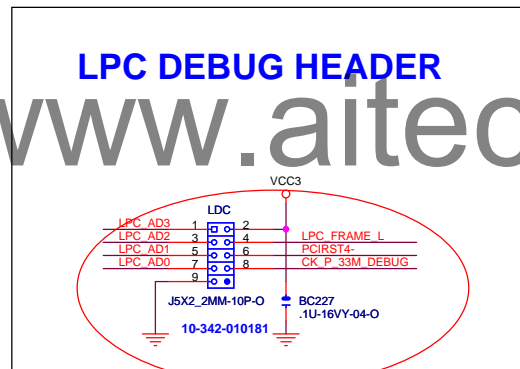 LPC DEBUG HEADER
www.aitec
VCC3
LDC
LPC_AD3 1 2
LPC_AD2 3 4 LPC_FRAME_L
LPC_AD1 5 6 PCIRST4-
LPC_AD0 7 8 CK_P_33M_DEBUG
9
J5X2_2MM-10P-O BC227
.1U-16VY-04-O
10-342-010181